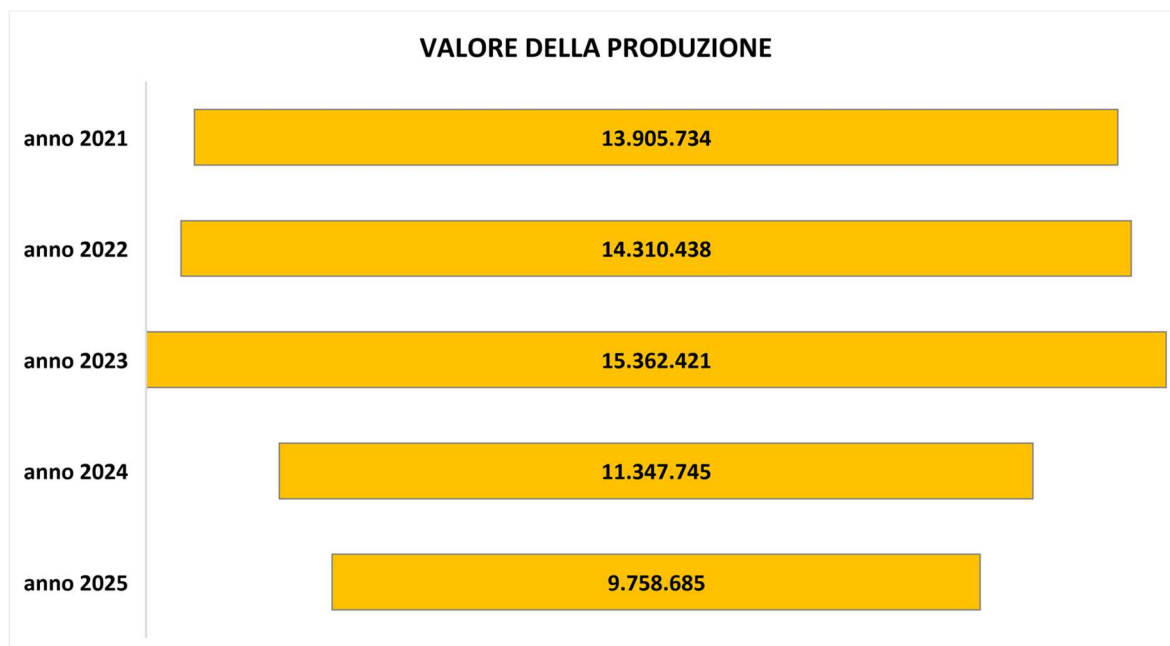 VALORE DELLA PRODUZIONE
anno 2021
13.905.734
anno 2022
14.310.438
anno 2023
15.362.421
anno 2024
11.347.745
anno 2025
9.758.685